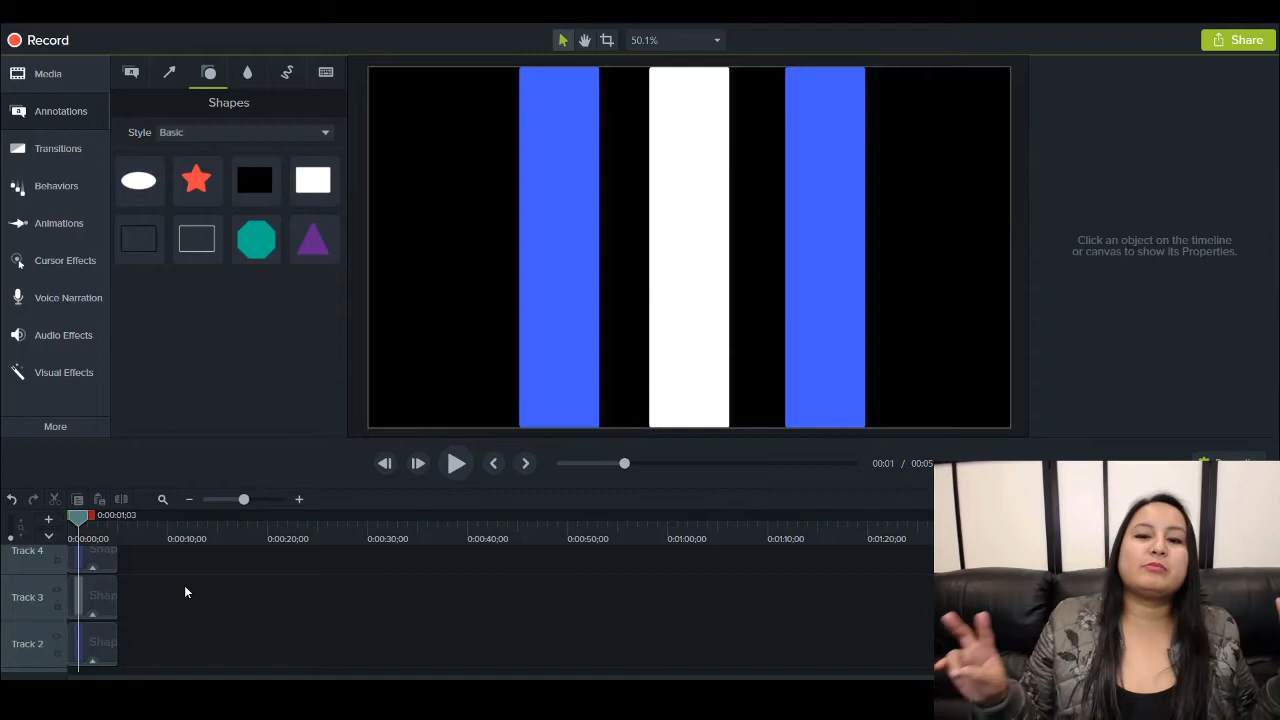 Record
50.1%
Share
Media
Annotations
Transitions
Behaviors
Animations
Cursor Effects
Voice Narration
Audio Effects
Visual Effects
More
a
Shapes
Style Basic
Click an object on the timeline
or canvas to show its Properties.
00:01 / 00:05
0:00:01;03
0:00:00;00 0:00:10;00 0:00:20;00 0:00:30;00 0:00:40;00 0:00:50;00 0:01:00;00 0:01:10;00 0:01:20;00
Track 4 Shap
Track 3 Shap
Track 2 Shap